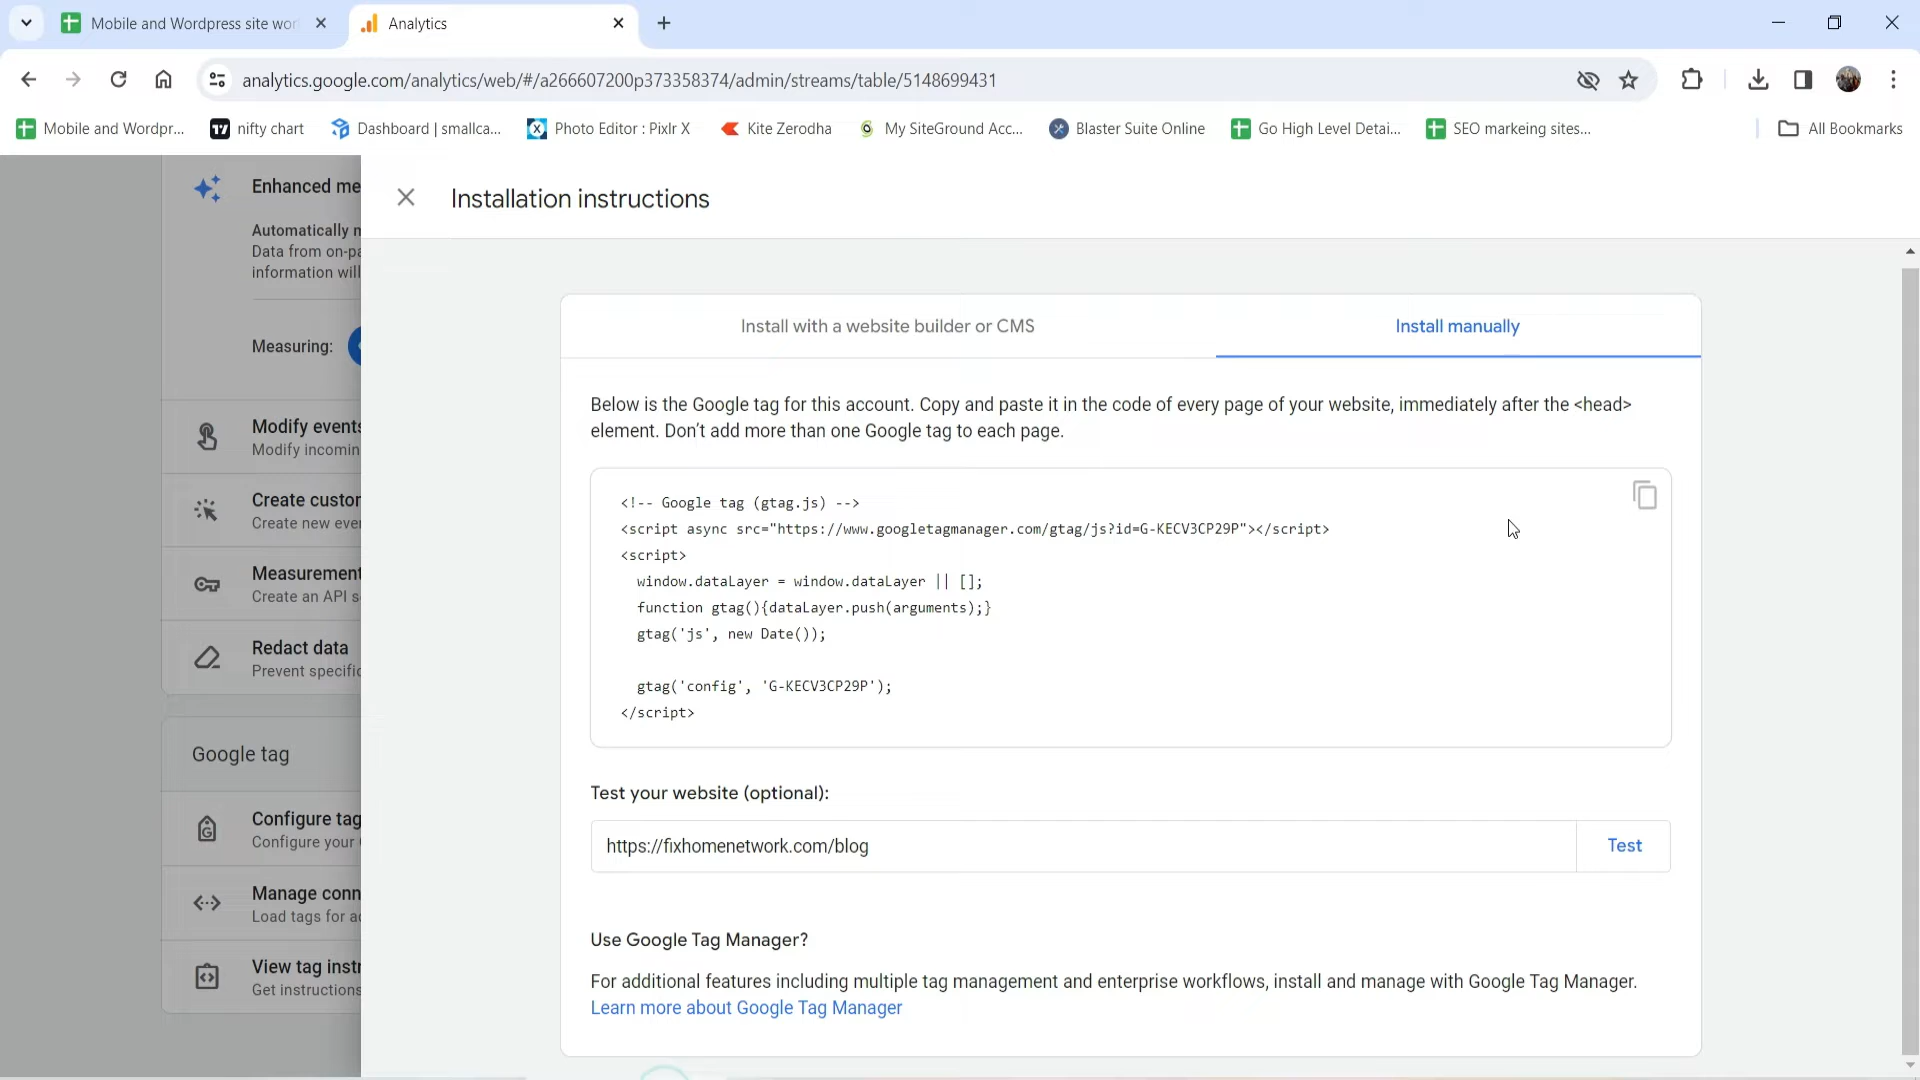 Mobile and Wordpress site wor
Analytics
analytics.google.com/analytics/web/#/a266607200p373358374/admin/streams/table/5148699431
Mobile and Wordpr...
nifty chart
Dashboard | smallca...
Photo Editor : Pixlr X
Kite Zerodha
My SiteGround Acc...
Blaster Suite Online
Go High Level Detai...
SEO markeing sites...
All Bookmarks
Enhanced me
Automatically m
Data from on-pa
information will
Measuring:
Modify events
Modify incomin
Create custor
Create new eve
Measurement
Create an API s
Redact data
Prevent specific
Google tag
Configure tag
Configure your
Manage conn
Load tags for ad
View tag instr
Get instructions
Installation instructions
Install with a website builder or CMS
Install manually
Below is the Google tag for this account. Copy and paste it in the code of every page of your website, immediately after the <head>
element. Don't add more than one Google tag to each page.
<!-- Google tag (gtag.js) -->
<script async src="https://www.googletagmanager.com/gtag/js?id=G-KECV3CP29P"></script>
<script>
window.dataLayer = window.dataLayer || [];
function gtag(){dataLayer.push(arguments);}
gtag('js', new Date());
gtag('config', 'G-KECV3CP29P');
</script>
Test your website (optional):
https://fixhomenetwork.com/blog
Test
Use Google Tag Manager?
For additional features including multiple tag management and enterprise workflows, install and manage with Google Tag Manager.
Learn more about Google Tag Manager